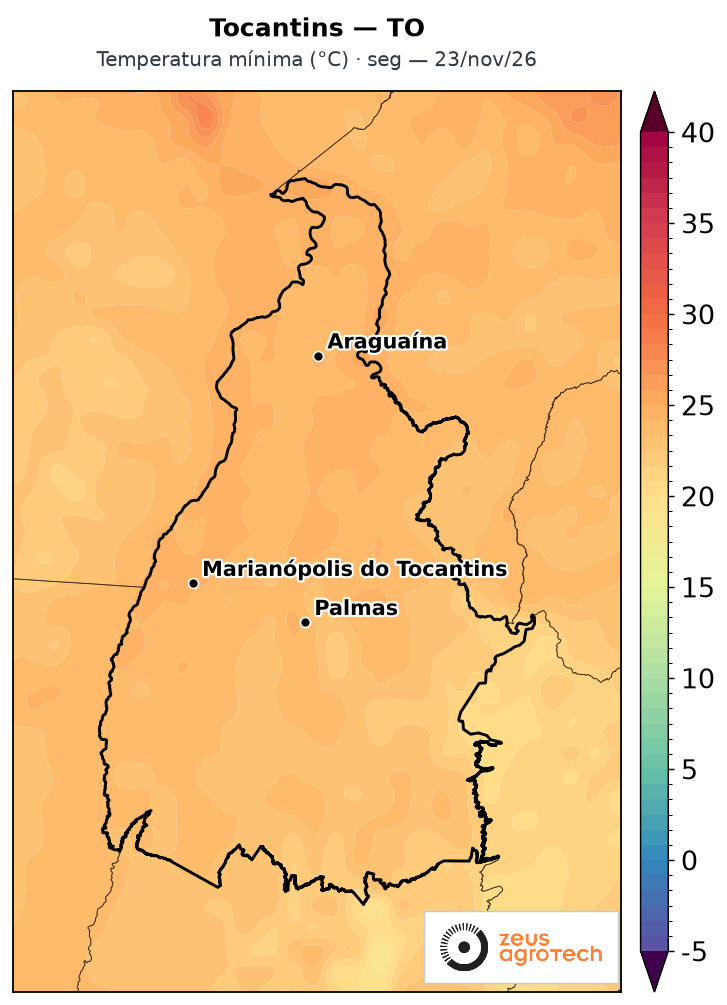 Tocantins — TO
Temperatura mínima (°C) · seg — 23/nov/26
Araguaína
Marianópolis do Tocantins
Palmas
40
35
30
25
20
15
10
5
0
-5
zeus
agrotech